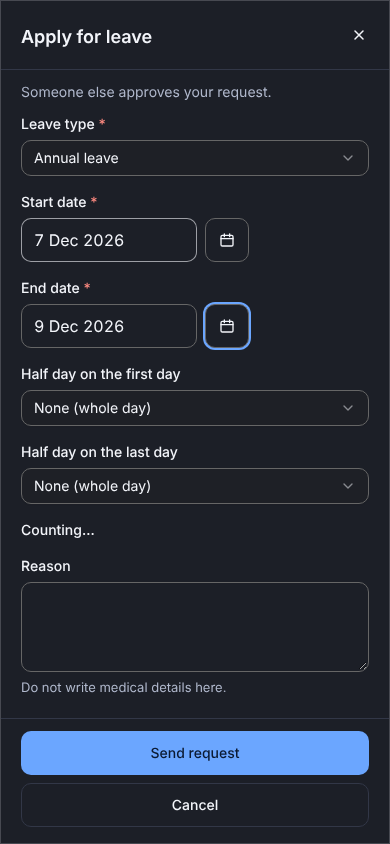 Apply for leave
Someone else approves your request.
Leave type *
Annual leave
Start date *
7 Dec 2026
End date *
9 Dec 2026
Half day on the first day
None (whole day)
Half day on the last day
None (whole day)
Counting...
Reason
Do not write medical details here.
Send request
Cancel